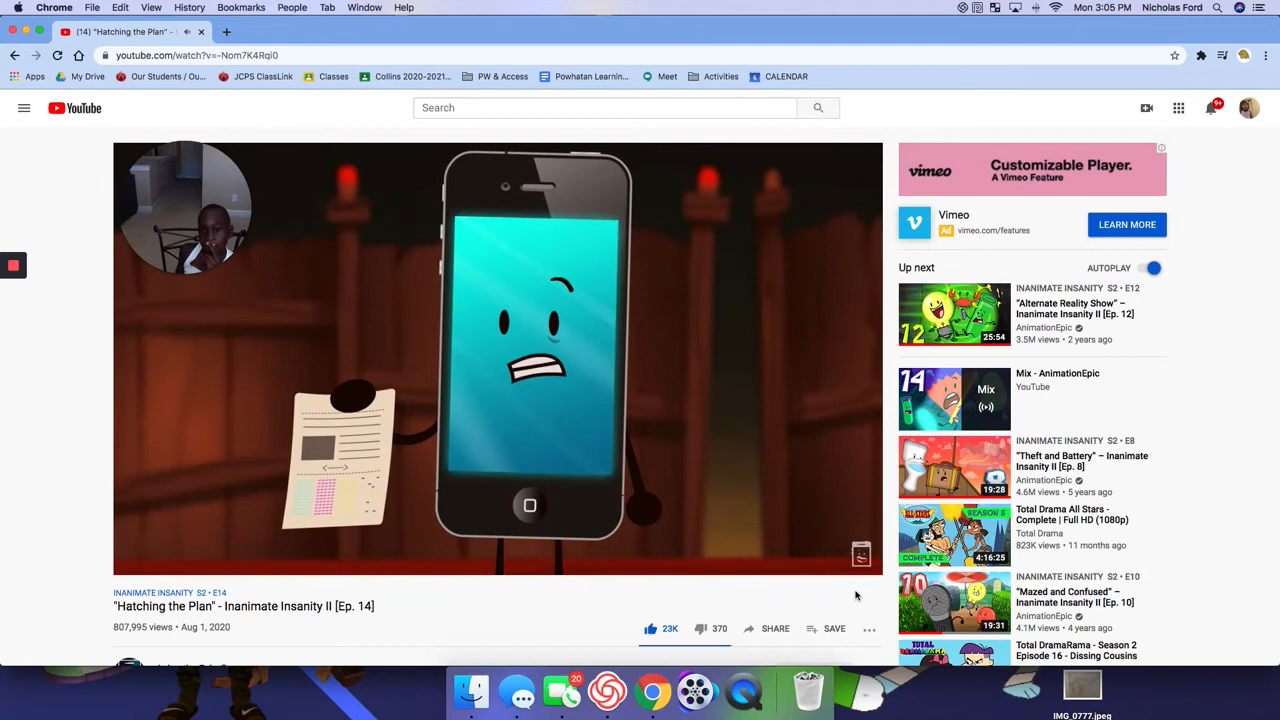 Chrome File Edit View History Bookmarks People Tab Window Help Mon 3:05 PM Nicholas Ford
(14) "Hatching the Plan" -
youtube.com/watch?v=-Nom7K4Rqi0
Apps My Drive Our Students / Ou... JCPS ClassLink Classes Collins 2020-2021... PW & Access Powhatan Learnin... Meet Activities CALENDAR
YouTube Search 9+
vimeo Customizable Player.
A Vimeo Feature
Vimeo
Ad vimeo.com/features
LEARN MORE
Up next AUTOPLAY
INANIMATE INSANITY S2 • E12
"Alternate Reality Show" –
Inanimate Insanity II [Ep. 12]
AnimationEpic
3.5M views • 2 years ago
12 25:54
Mix - AnimationEpic
YouTube
14 Mix
INANIMATE INSANITY S2 • E8
"Theft and Battery" – Inanimate
Insanity II [Ep. 8]
AnimationEpic
4.6M views • 5 years ago
19:28
Total Drama All Stars -
Complete | Full HD (1080p)
Total Drama
823K views • 11 months ago
ALL STARS SEASON 5
COMPLETE 4:16:25
INANIMATE INSANITY S2 • E10
"Mazed and Confused" –
Inanimate Insanity II [Ep. 10]
AnimationEpic
4.1M views • 4 years ago
10 19:31
Total DramaRama - Season 2
Episode 16 - Dissing Cousins
INANIMATE INSANITY S2 • E14
"Hatching the Plan" - Inanimate Insanity II [Ep. 14]
807,995 views • Aug 1, 2020
23K 370 SHARE SAVE
20
IMG_0777.jpeg